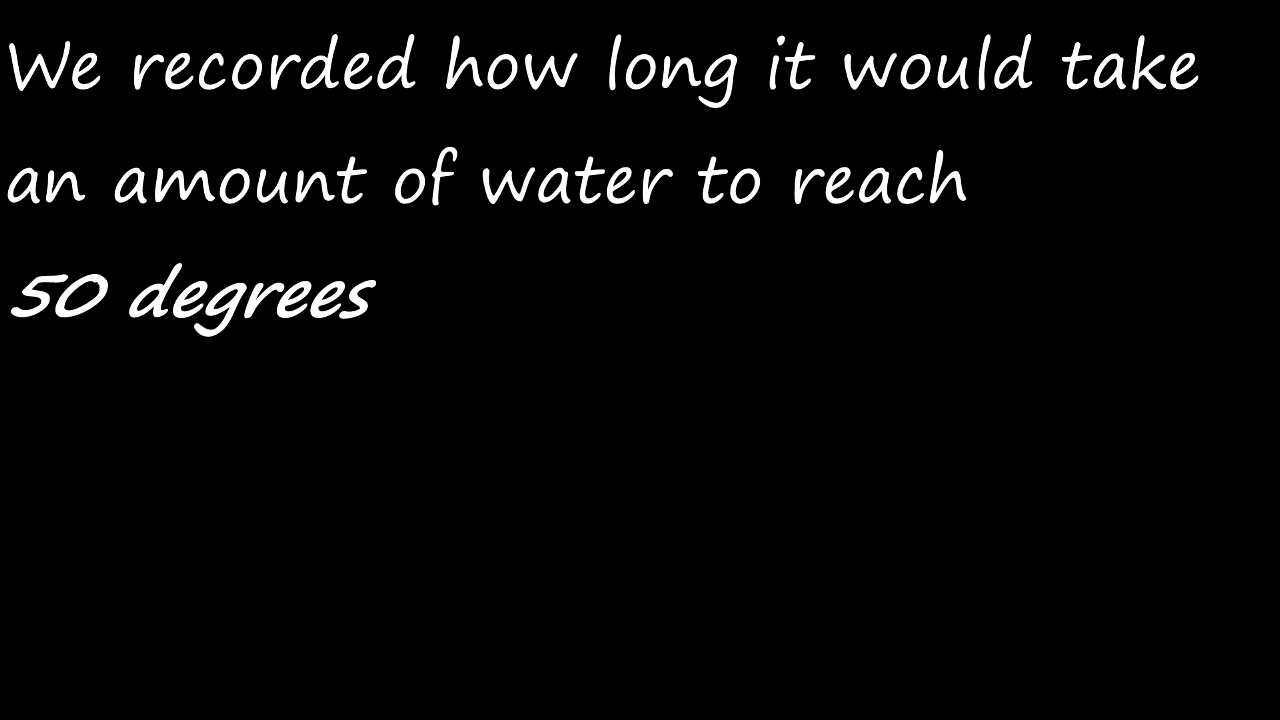 We recorded how long it would take
an amount of water to reach
50 degrees